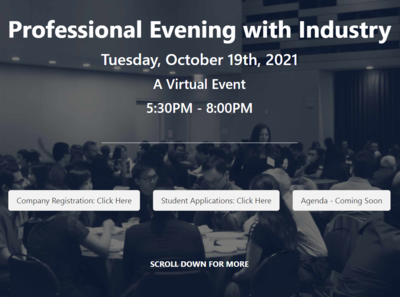 Professional Evening with Industry
Tuesday, October 19th, 2021
A Virtual Event
5:30PM - 8:00PM
Company Registration: Click Here
Student Applications: Click Here
Agenda - Coming Soon
SCROLL DOWN FOR MORE